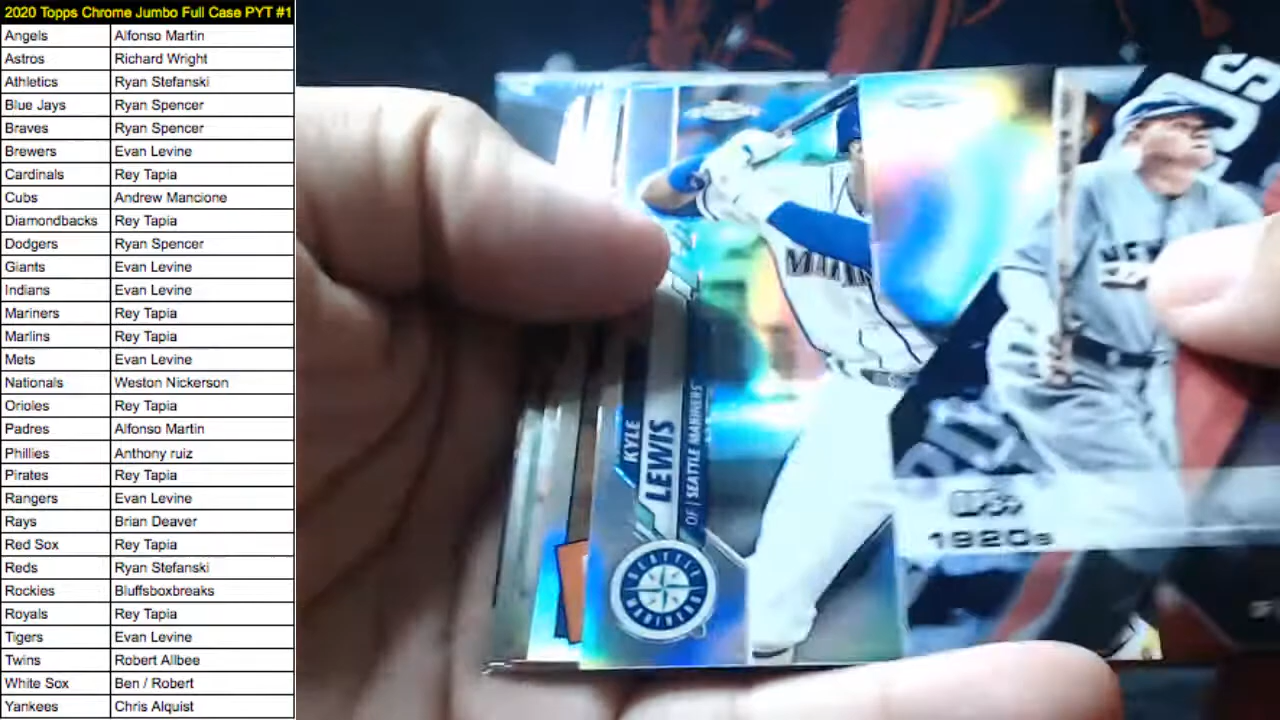 2020 Topps Chrome Jumbo Full Case PYT #1
Angels Alfonso Martin
Astros Richard Wright
Athletics Ryan Stefanski
Blue Jays Ryan Spencer
Braves Ryan Spencer
Brewers Evan Levine
Cardinals Rey Tapia
Cubs Andrew Mancione
Diamondbacks Rey Tapia
Dodgers Ryan Spencer
Giants Evan Levine
Indians Evan Levine
Mariners Rey Tapia
Marlins Rey Tapia
Mets Evan Levine
Nationals Weston Nickerson
Orioles Rey Tapia
Padres Alfonso Martin
Phillies Anthony ruiz
Pirates Rey Tapia
Rangers Evan Levine
Rays Brian Deaver
Red Sox Rey Tapia
Reds Ryan Stefanski
Rockies Bluffsboxbreaks
Royals Rey Tapia
Tigers Evan Levine
Twins Robert Allbee
White Sox Ben / Robert
Yankees Chris Alquist
KYLE
LEWIS
OF | SEATTLE MARINERS
SEATTLE
MARINERS
1920s